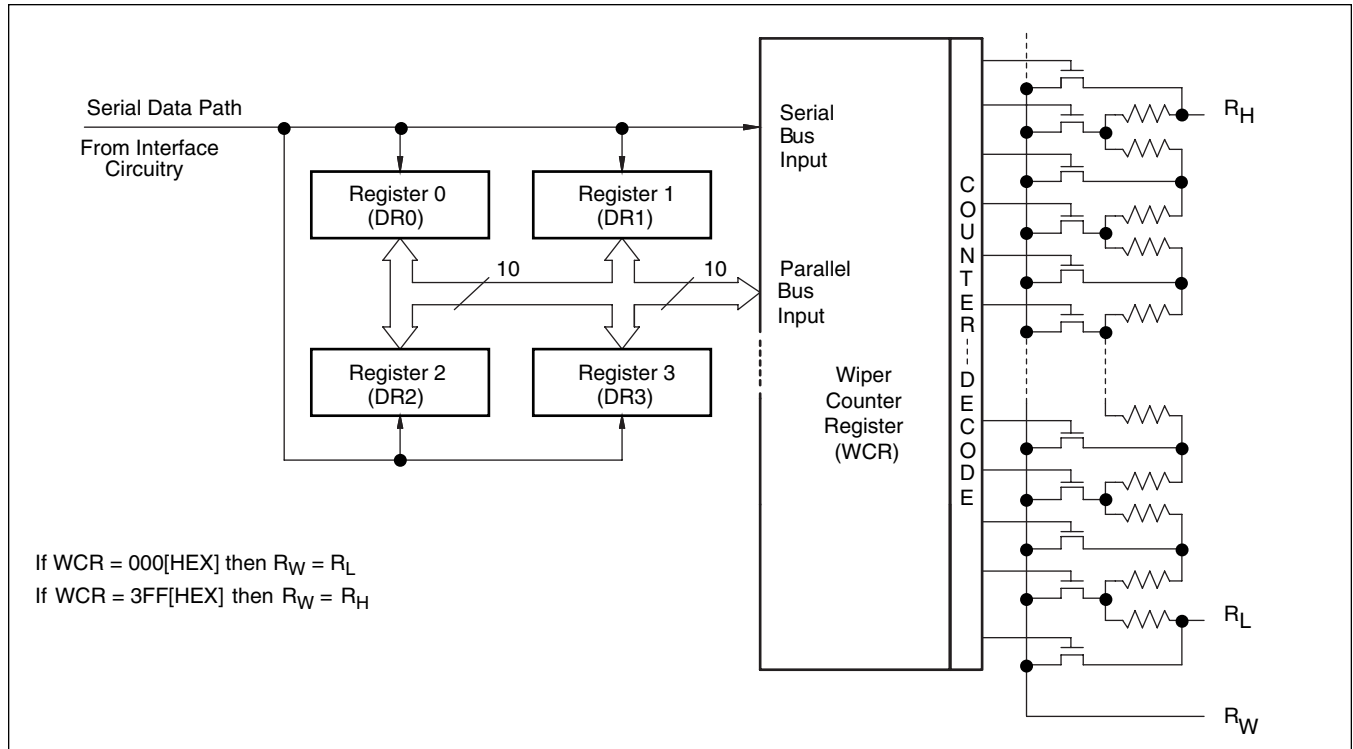 Serial Data Path
From Interface
Circuitry
Register 0
(DR0)
Register 1
(DR1)
10
10
Register 2
(DR2)
Register 3
(DR3)
If WCR = 000[HEX] then RW = RL
If WCR = 3FF[HEX] then RW = RH
Serial
Bus
Input
Parallel
Bus
Input
Wiper
Counter
Register
(WCR)
COUNTER
DECODE
RH
RL
RW